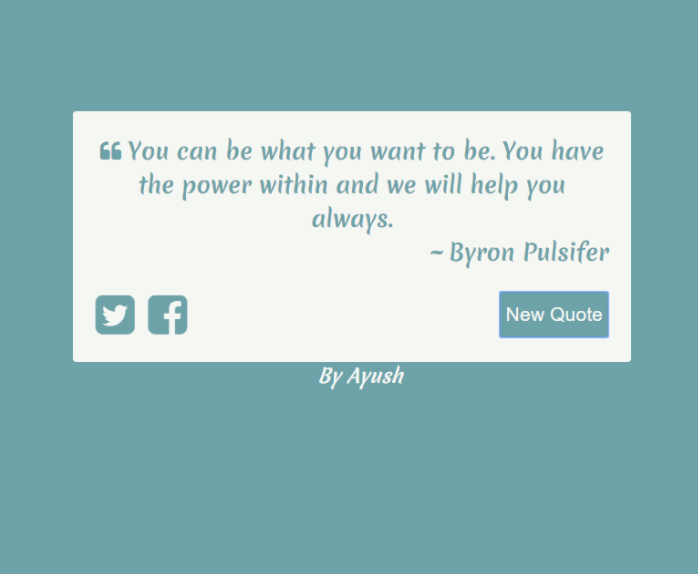 ❝ You can be what you want to be. You have
the power within and we will help you
always.
~ Byron Pulsifer
New Quote
By Ayush